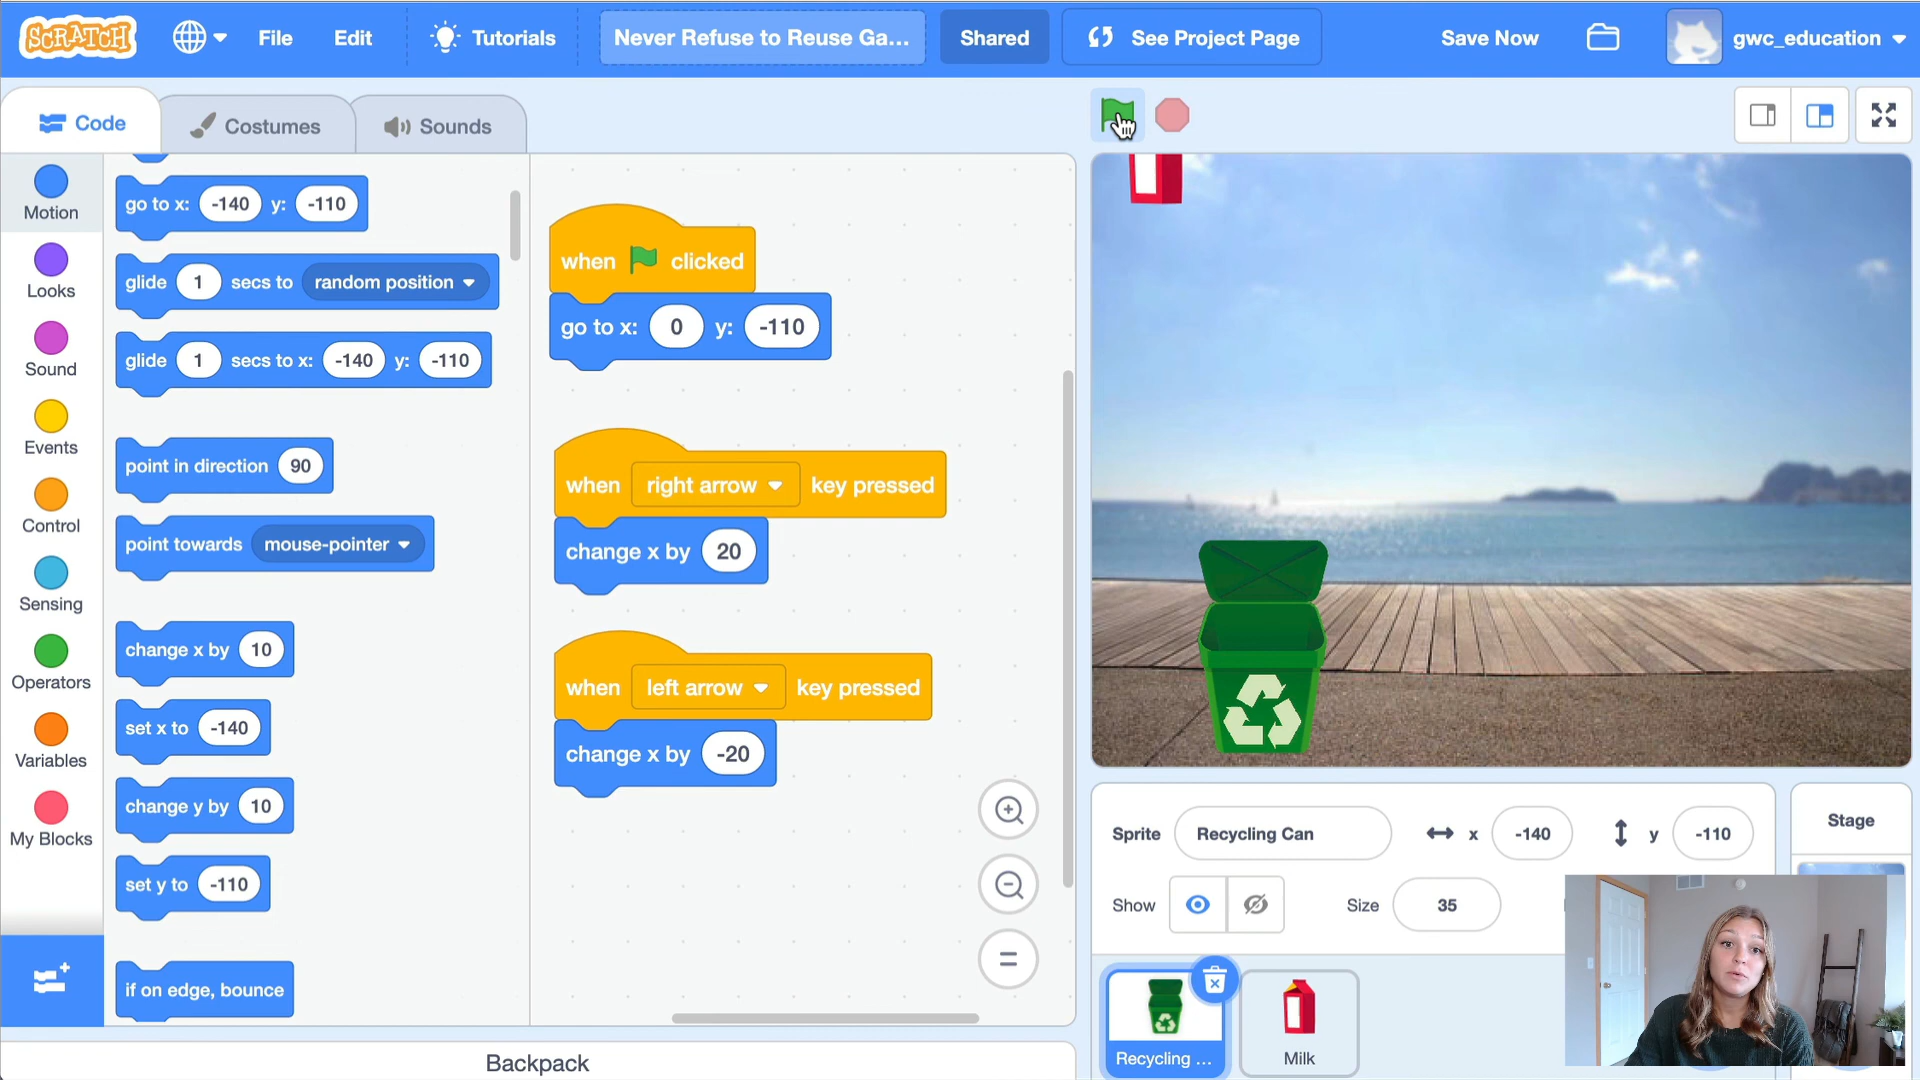 SCRATCH
File
Edit
Tutorials
Never Refuse to Reuse Ga...
Shared
See Project Page
Save Now
gwc_education
Code
Costumes
Sounds
Motion
Looks
Sound
Events
Control
Sensing
Operators
Variables
My Blocks
go to x: -140 y: -110
glide 1 secs to random position
glide 1 secs to x: -140 y: -110
point in direction 90
point towards mouse-pointer
change x by 10
set x to -140
change y by 10
set y to -110
if on edge, bounce
when clicked
go to x: 0 y: -110
when right arrow key pressed
change x by 20
when left arrow key pressed
change x by -20
Backpack
Sprite Recycling Can x -140 y -110
Show Size 35
Recycling ...
Milk
Stage